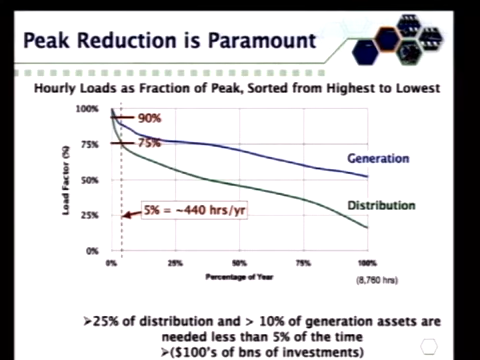 Peak Reduction is Paramount
Hourly Loads as Fraction of Peak, Sorted from Highest to Lowest
100%
90%
75%
75%
Generation
50%
Distribution
25%
5% = ~440 hrs/yr
0%
Load Factor (%)
0%
25%
50%
75%
100%
Percentage of Year
(8,760 hrs)
➢25% of distribution and > 10% of generation assets are
needed less than 5% of the time
➢($100's of bns of investments)